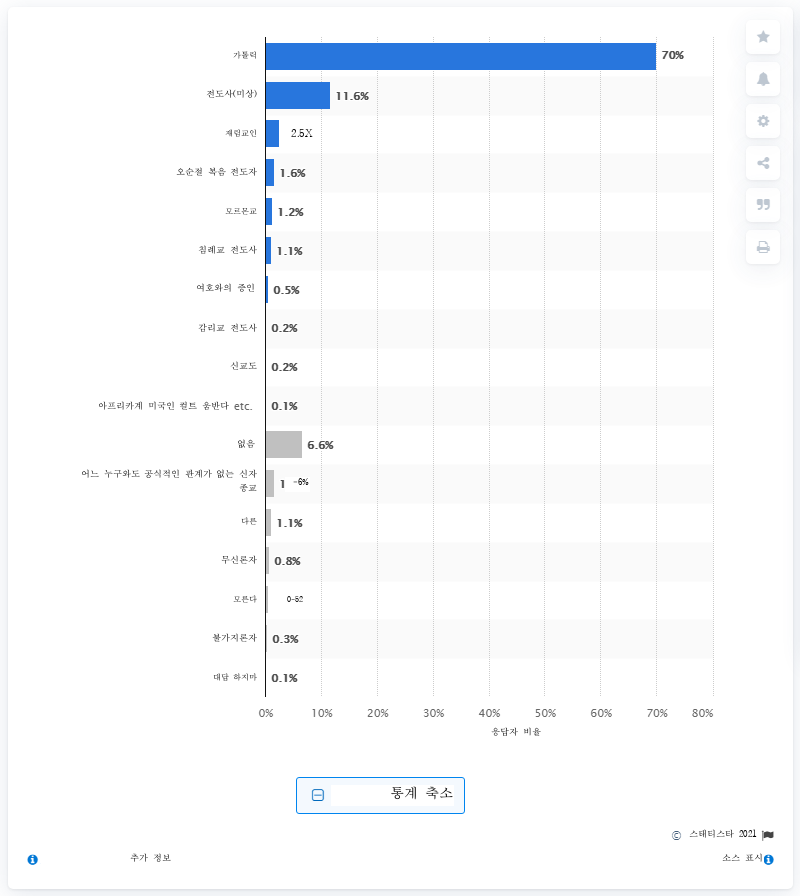 가톨릭
70%
전도사(미상)
11.6%
재림교인
2.5X
오순절 복음 전도자
1.6%
모르몬교
1.2%
침례교 전도사
1.1%
여호와의 증인
0.5%
감리교 전도사
0.2%
신교도
0.2%
아프리카계 미국인 컬트 움반다 etc.
0.1%
없음
6.6%
어느 누구와도 공식적인 관계가 없는 신자
종교
1 -6%
다른
1.1%
무신론자
0.8%
모른다
0-52
불가지론자
0.3%
대답 하지마
0.1%
0% 10% 20% 30% 40% 50% 60% 70% 80%
응답자 비율
통계 축소
© 스태티스타 2021
추가 정보
소스 표시